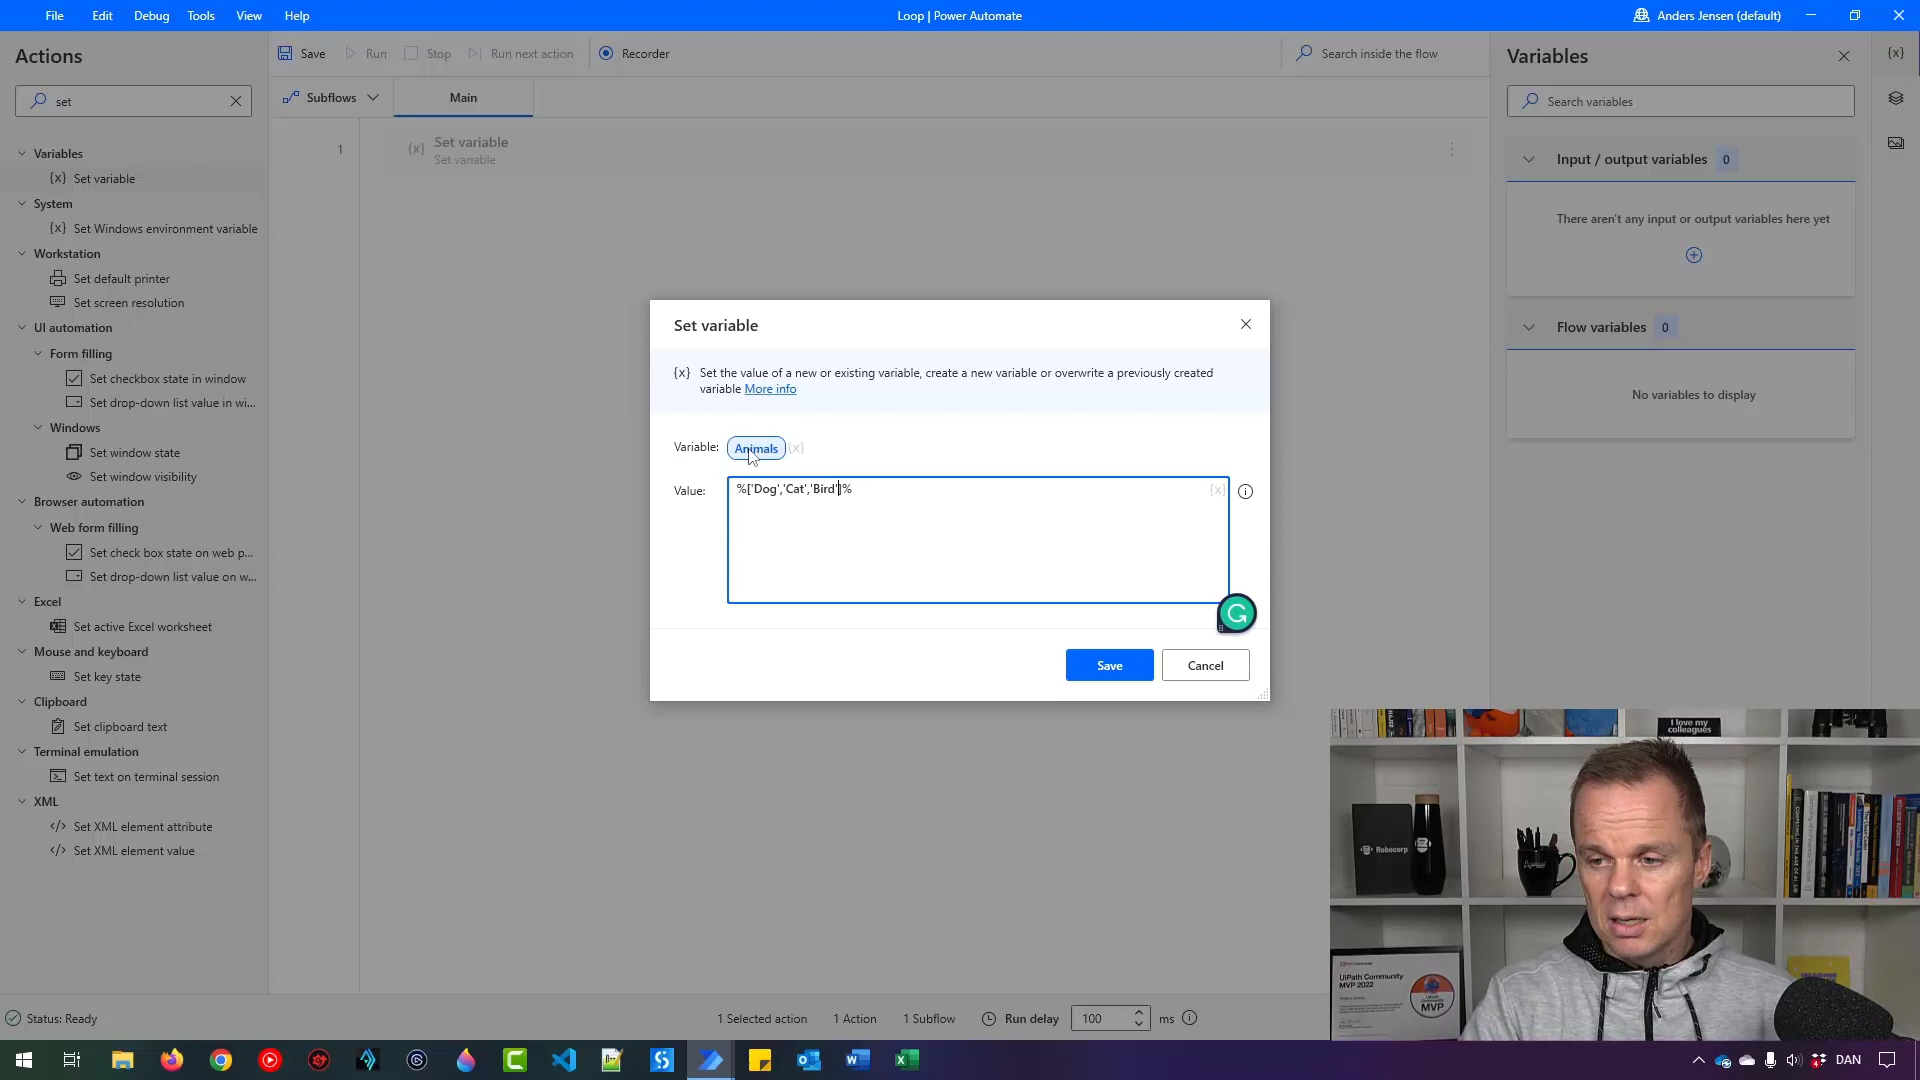 File Edit Debug Tools View Help
Loop | Power Automate
Anders Jensen (default)
Actions
set
Variables
Set variable
System
Set Windows environment variable
Workstation
Set default printer
Set screen resolution
UI automation
Form filling
Set checkbox state in window
Set drop-down list value in wi...
Windows
Set window state
Set window visibility
Browser automation
Web form filling
Set check box state on web p...
Set drop-down list value on w...
Excel
Set active Excel worksheet
Mouse and keyboard
Set key state
Clipboard
Set clipboard text
Terminal emulation
Set text on terminal session
XML
Set XML element attribute
Set XML element value
Save Run Stop Run next action Recorder
Search inside the flow
Subflows Main
1 {x} Set variable
Set variable
Set variable
{x} Set the value of a new or existing variable, create a new variable or overwrite a previously created
variable More info
Variable: Animals {x}
Value: %['Dog','Cat','Bird']% {x}
Save Cancel
Variables
Search variables
Input / output variables 0
There aren't any input or output variables here yet
Flow variables 0
No variables to display
I love my
colleagues
Robocorp
UiPath Community
MVP 2022
MVP
Status: Ready
1 Selected action 1 Action 1 Subflow Run delay 100 ms
DAN